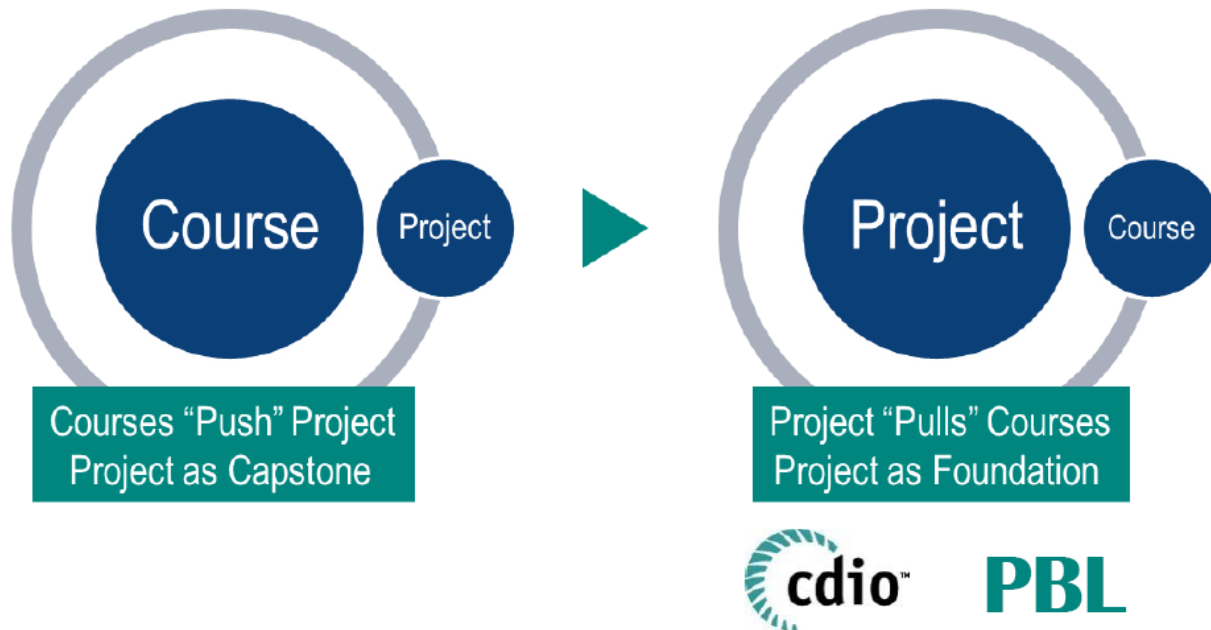 Course
Project
Courses “Push” Project
Project as Capstone
Project
Course
Project “Pulls” Courses
Project as Foundation
cdio™
PBL